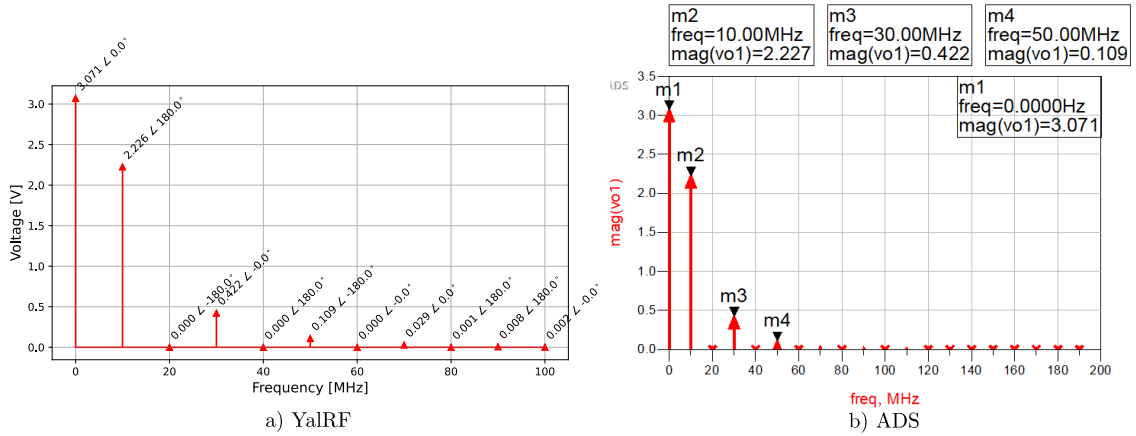 3.071 ∠ 0.0°
2.226 ∠ 180.0°
0.000 ∠ -180.0°
0.422 ∠ -0.0°
0.000 ∠ 180.0°
0.109 ∠ -180.0°
0.000 ∠ -0.0°
0.029 ∠ 0.0°
0.001 ∠ 180.0°
0.008 ∠ 180.0°
0.002 ∠ -0.0°
Voltage [V]
3.0
2.5
2.0
1.5
1.0
0.5
0.0
0 20 40 60 80 100
Frequency [MHz]
a) YalRF
m2
freq=10.00MHz
mag(vo1)=2.227
m3
freq=30.00MHz
mag(vo1)=0.422
m4
freq=50.00MHz
mag(vo1)=0.109
ADS
m1
freq=0.0000Hz
mag(vo1)=3.071
m1
m2
m3
m4
mag(vo1)
3.5
3.0
2.5
2.0
1.5
1.0
0.5
0.0
0 20 40 60 80 100 120 140 160 180 200
freq, MHz
b) ADS